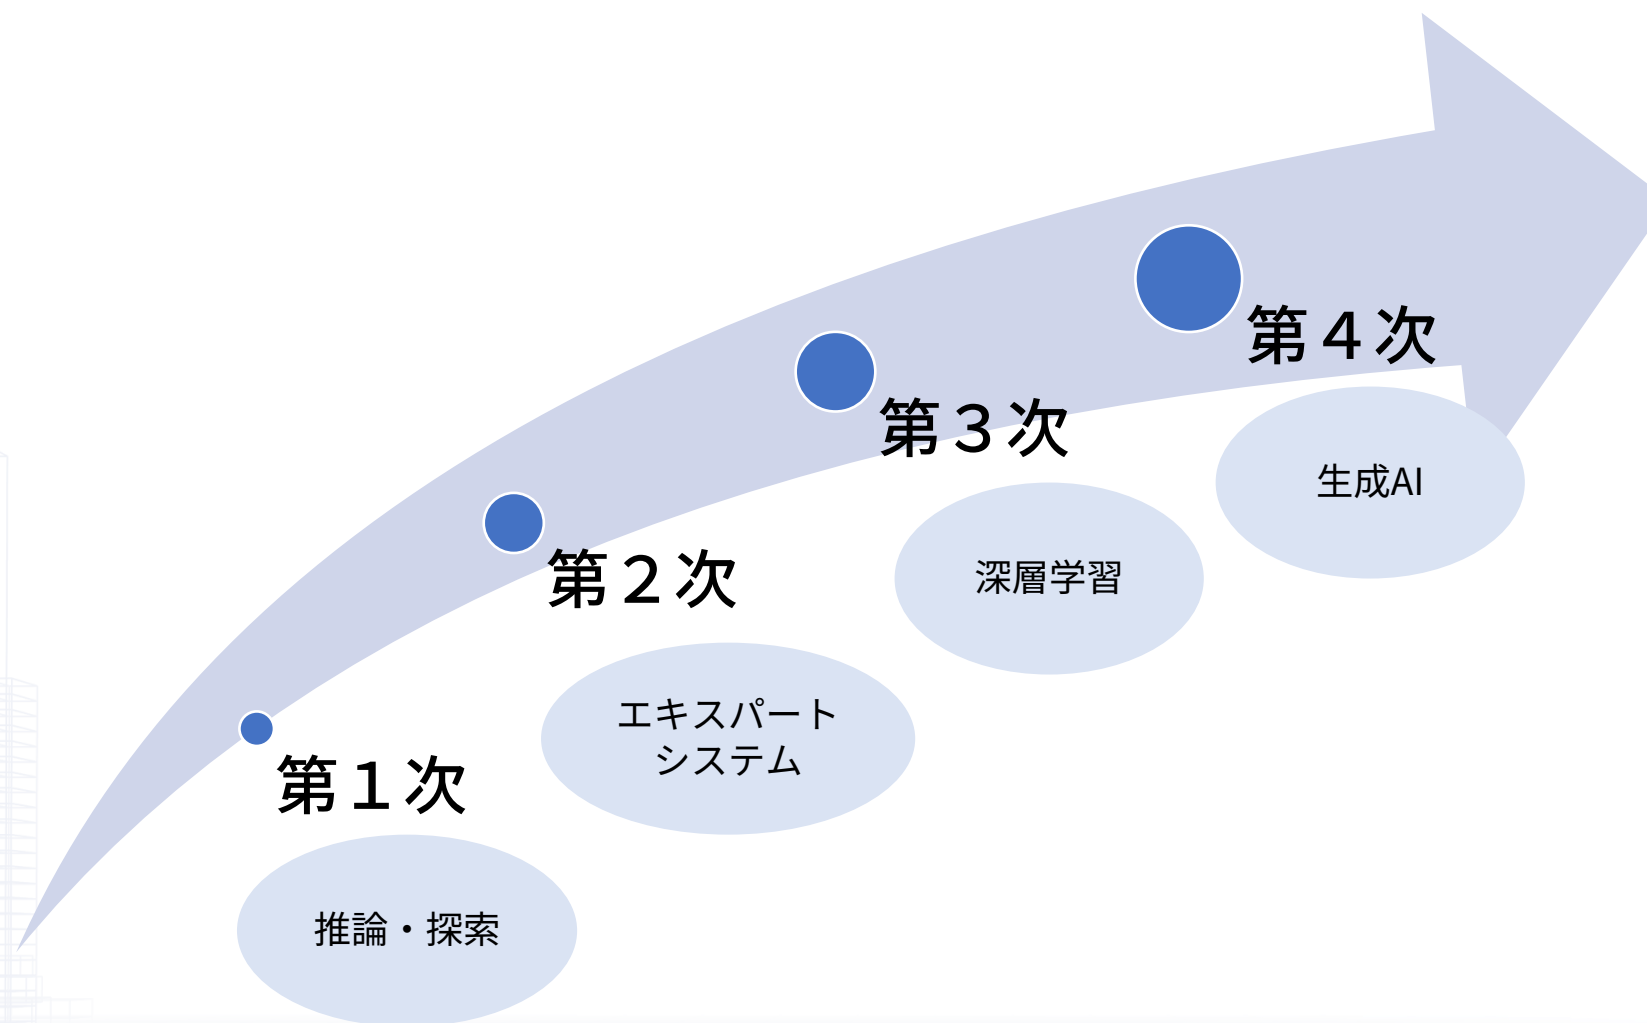 第１次
推論・探索
第２次
エキスパート
システム
第３次
深層学習
第４次
生成AI